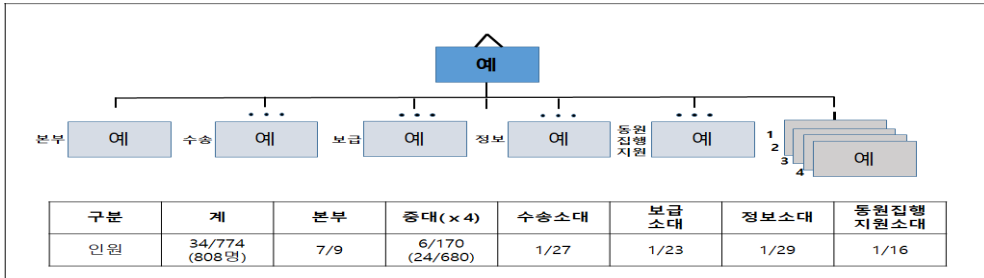 예
본부
예
수송
예
보급
예
정보
예
동원
집행
지원
예
1
2
3
4
예
구분 계 본부 중대(x 4) 수송소대 보급 소대 정보소대 동원집행 지원소대
인원 34/774 (808명) 7/9 6/170 (24/680) 1/27 1/23 1/29 1/16